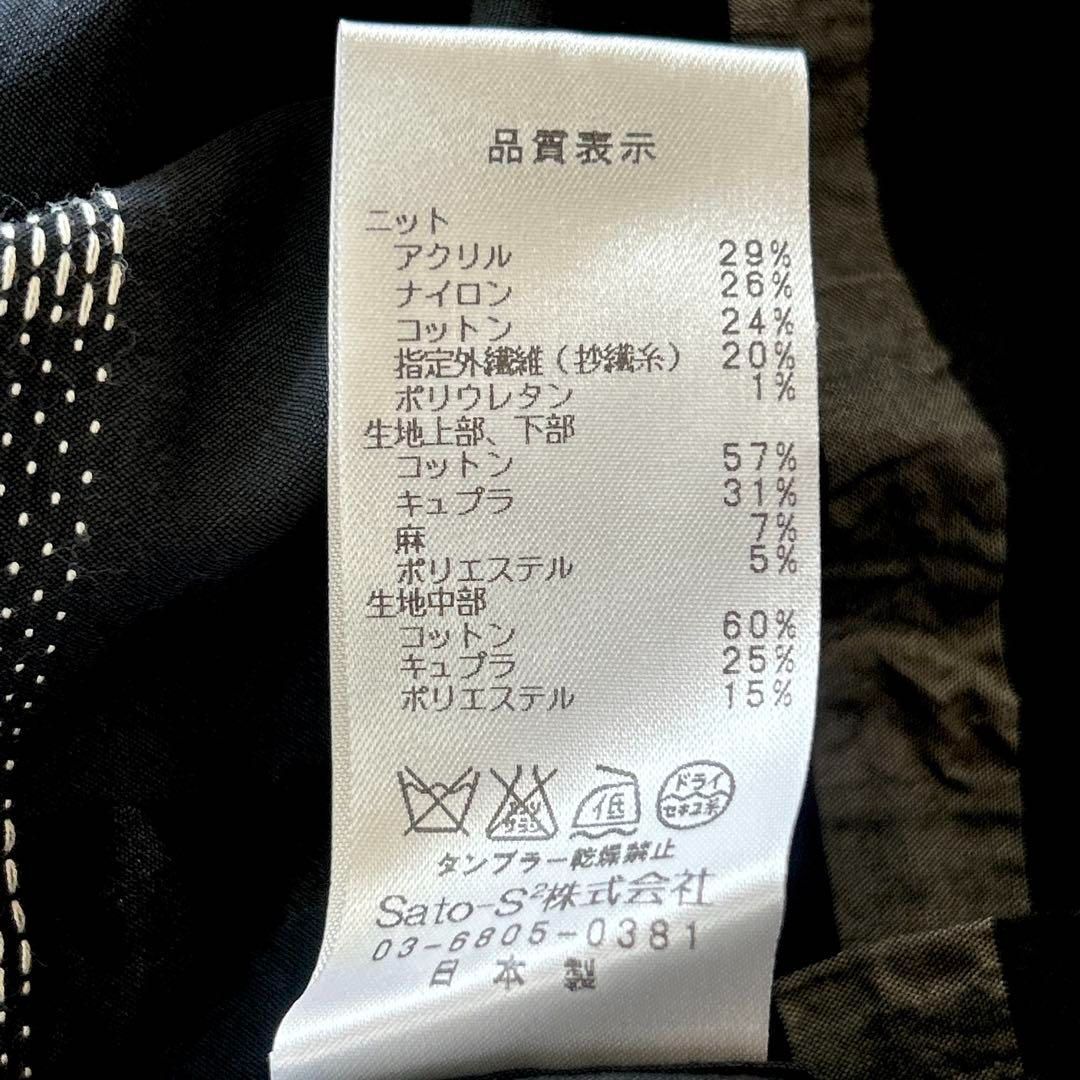 品質表示
ニット
アクリル 29%
ナイロン 26%
コットン 24%
指定外繊維(抄繊糸) 20%
ポリウレタン 1%
生地上部、下部
コットン 57%
キュプラ 31%
麻 7%
ポリエステル 5%
生地中部
コットン 60%
キュプラ 25%
ポリエステル 15%
エンソサラシ 低 ドライ セキユ系
タンブラー乾燥禁止
Sato-S²株式会社
03-6805-0381
日本製